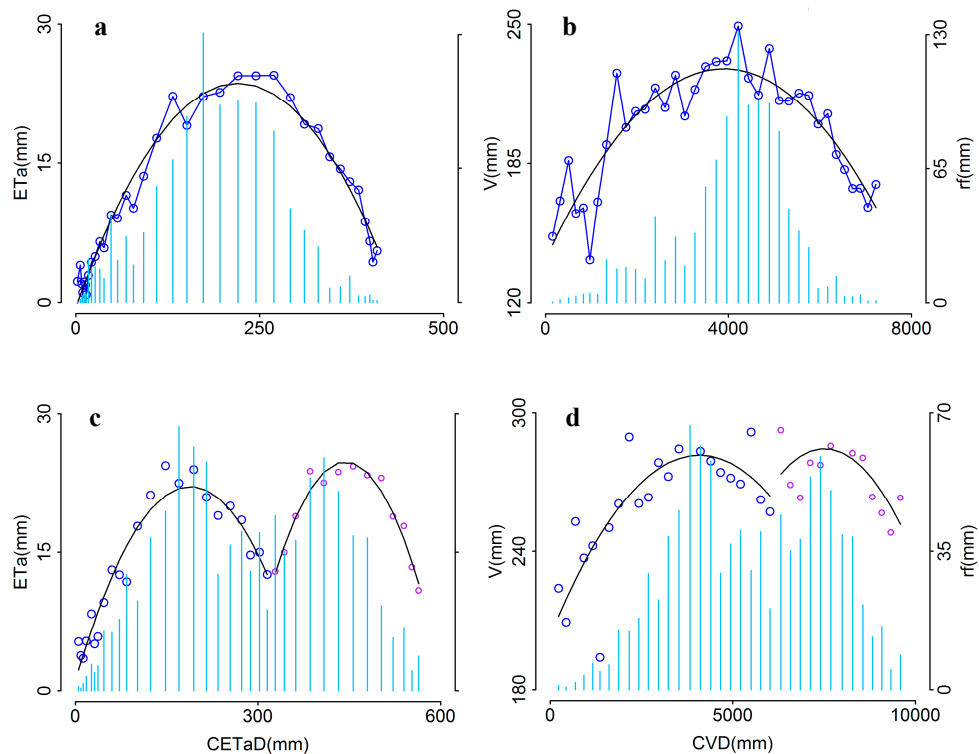 a
b
30
15
0
ETa(mm)
0 250 500
250
185
120
V(mm)
130
65
0
rf(mm)
0 4000 8000
c
d
30
15
0
ETa(mm)
0 300 600
CETaD(mm)
300
240
180
V(mm)
70
35
0
rf(mm)
0 5000 10000
CVD(mm)